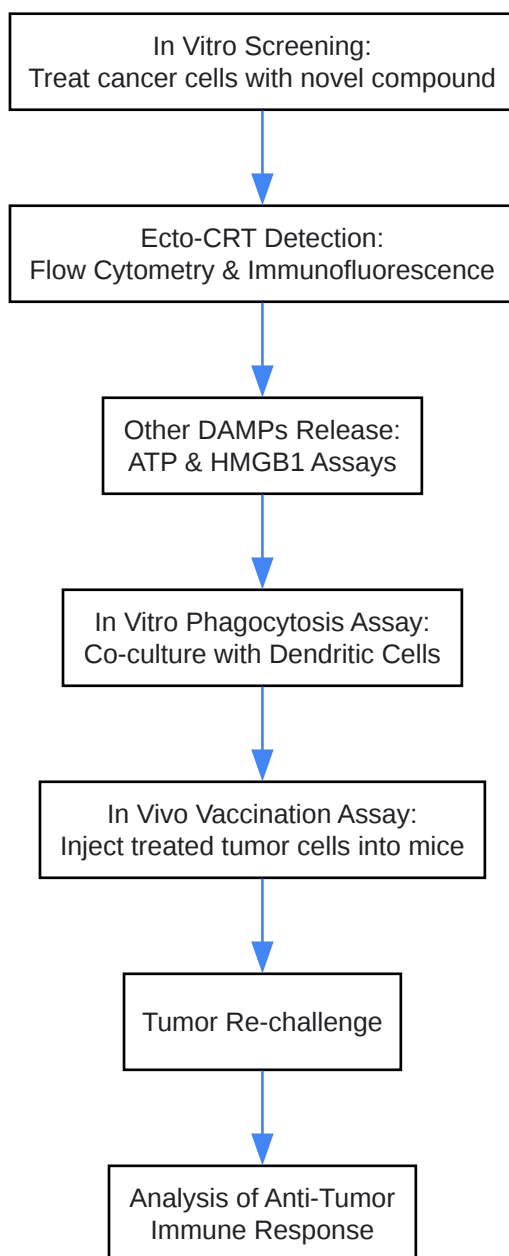 In Vitro Screening:
Treat cancer cells with novel compound
Ecto-CRT Detection:
Flow Cytometry & Immunofluorescence
Other DAMPs Release:
ATP & HMGB1 Assays
In Vitro Phagocytosis Assay:
Co-culture with Dendritic Cells
In Vivo Vaccination Assay:
Inject treated tumor cells into mice
Tumor Re-challenge
Analysis of Anti-Tumor
Immune Response